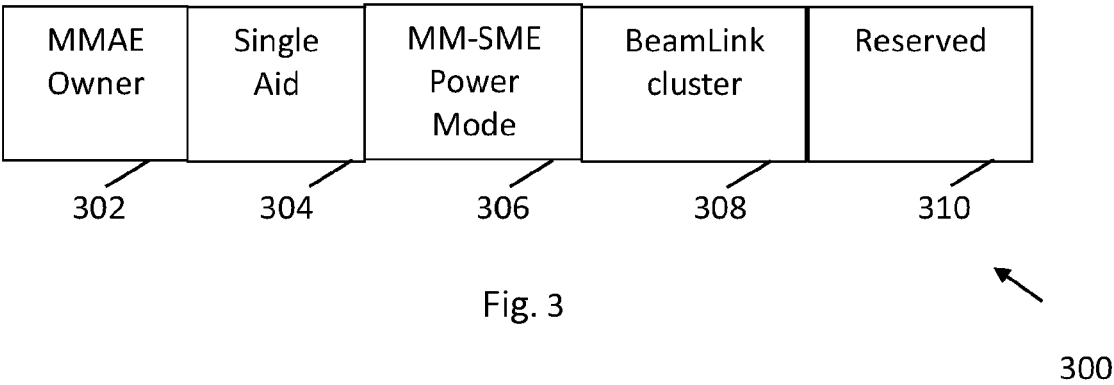 MMAE Owner
Single Aid
MM-SME Power Mode
BeamLink cluster
Reserved
302
304
306
308
310
Fig. 3
300